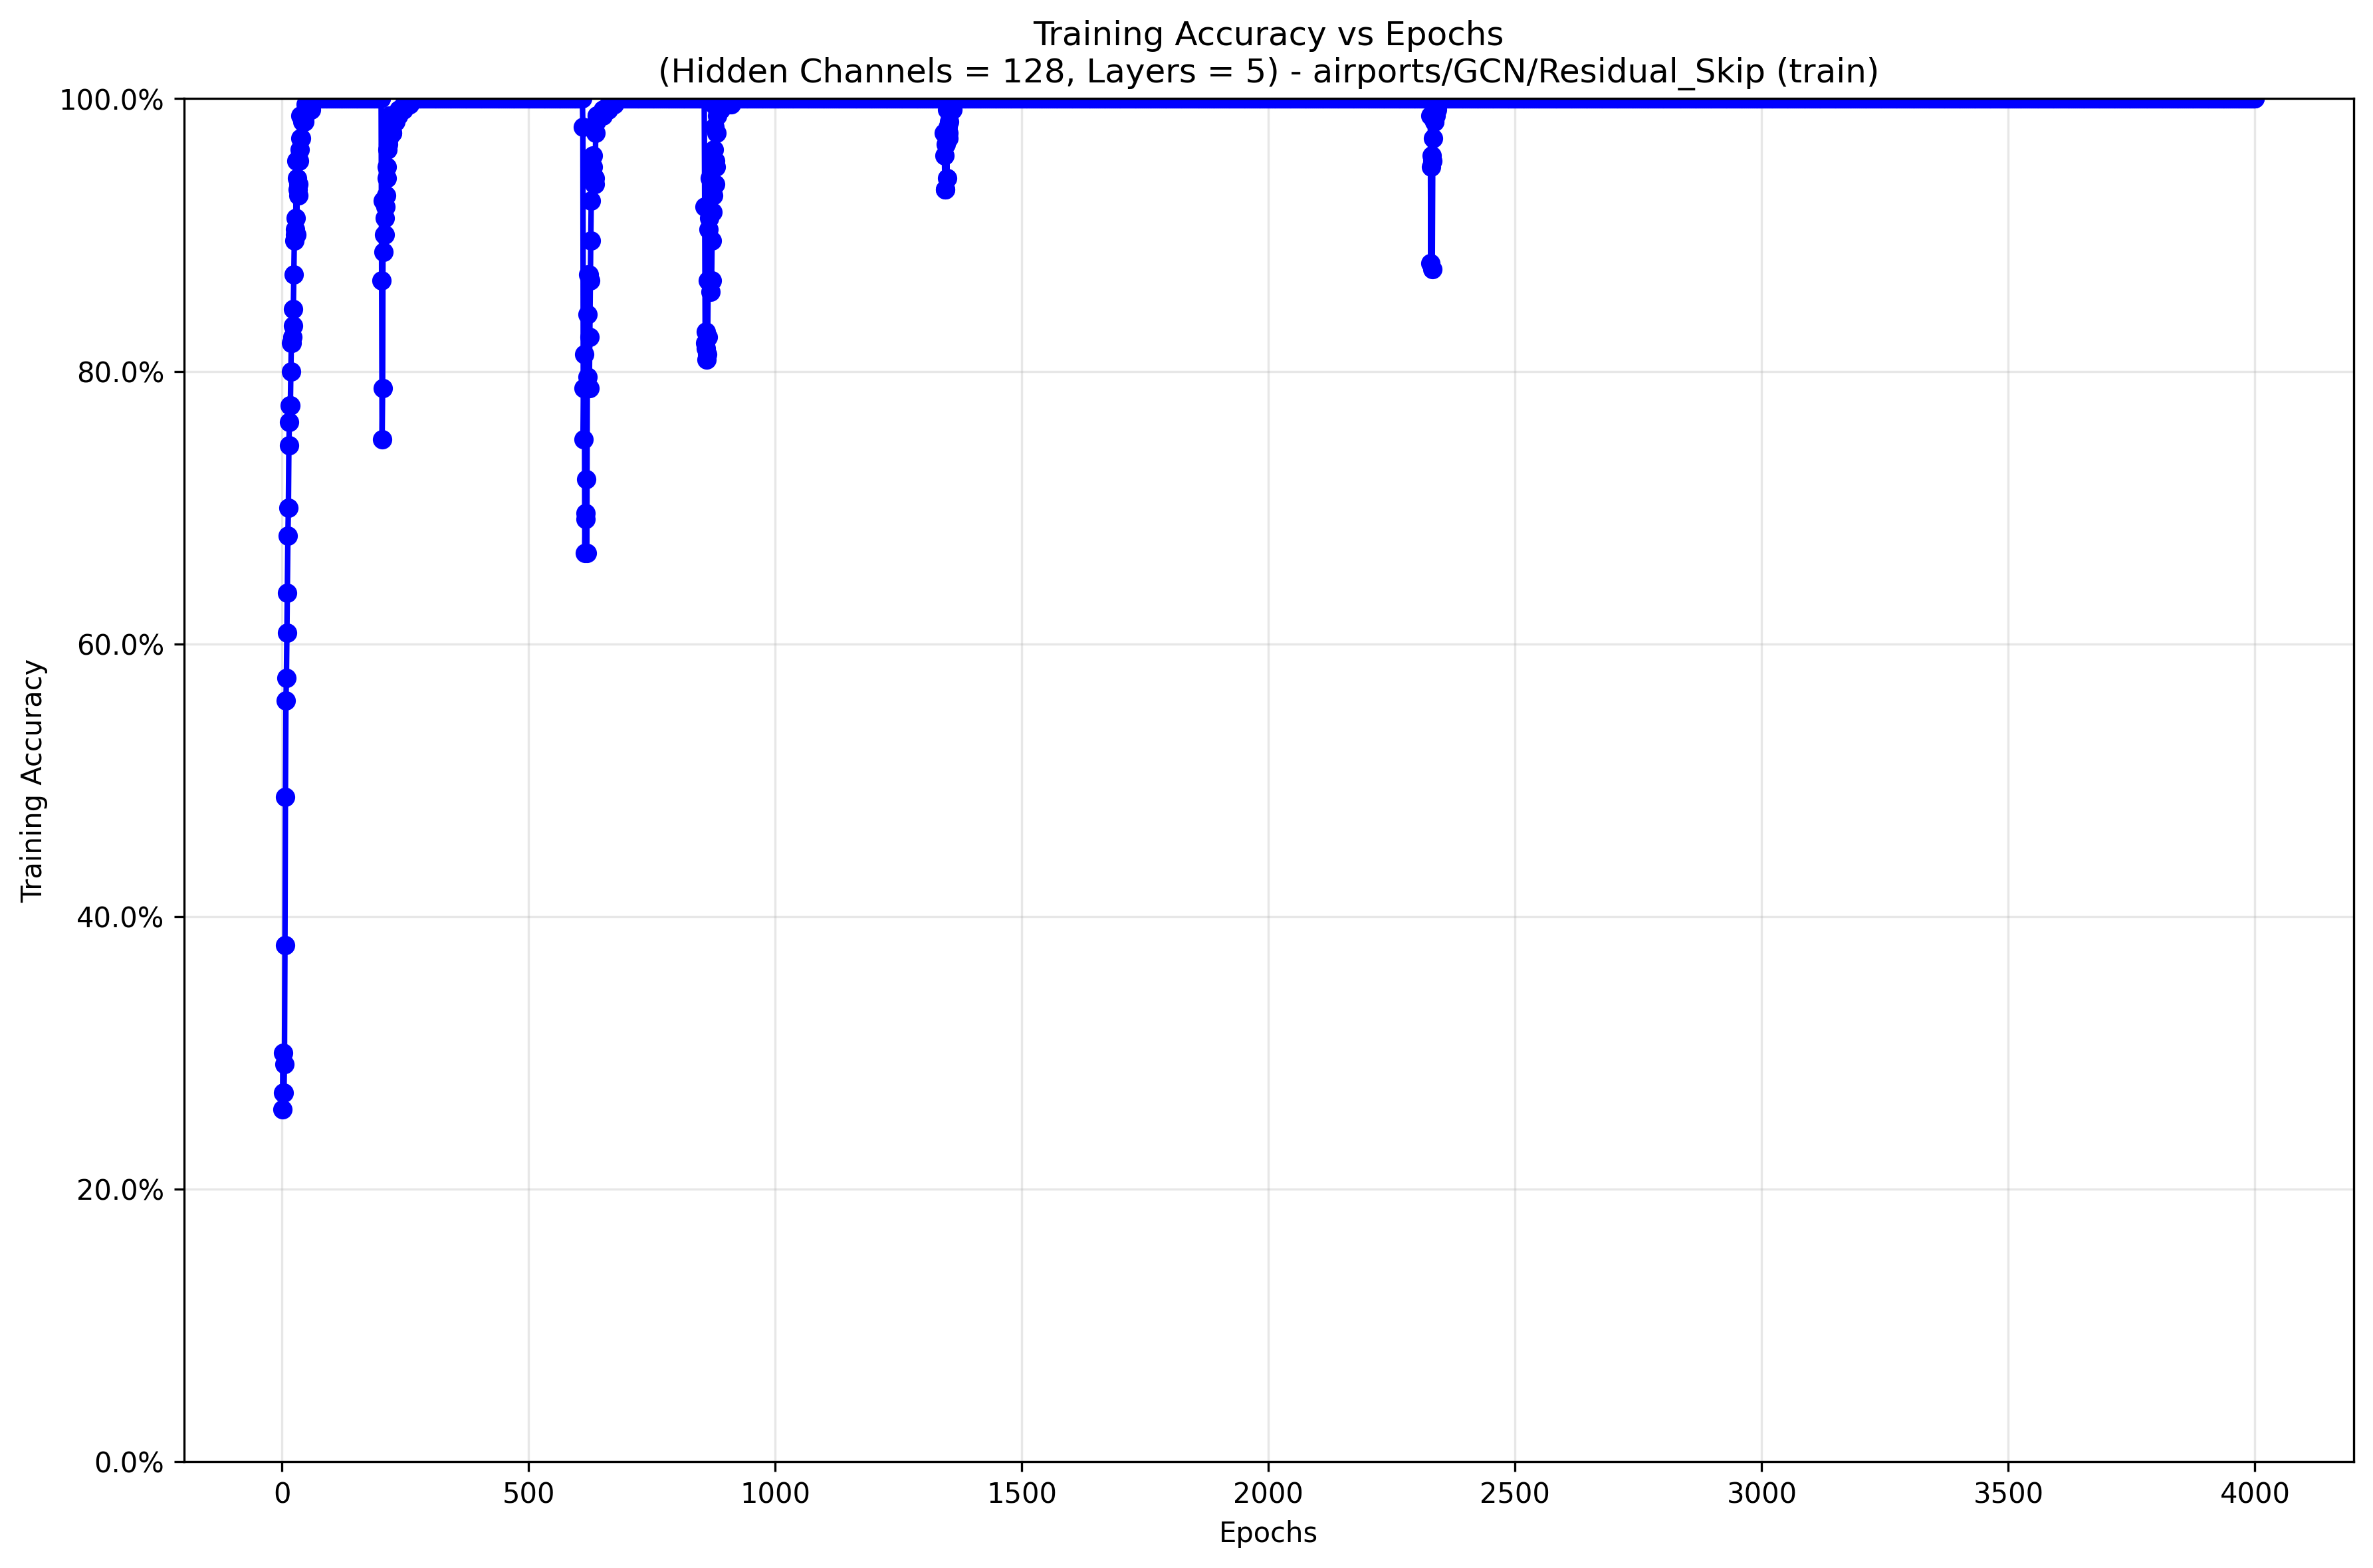 Training Accuracy vs Epochs
(Hidden Channels = 128, Layers = 5) - airports/GCN/Residual_Skip (train)
100.0%
80.0%
60.0%
40.0%
20.0%
0.0%
Training Accuracy
0 500 1000 1500 2000 2500 3000 3500 4000
Epochs